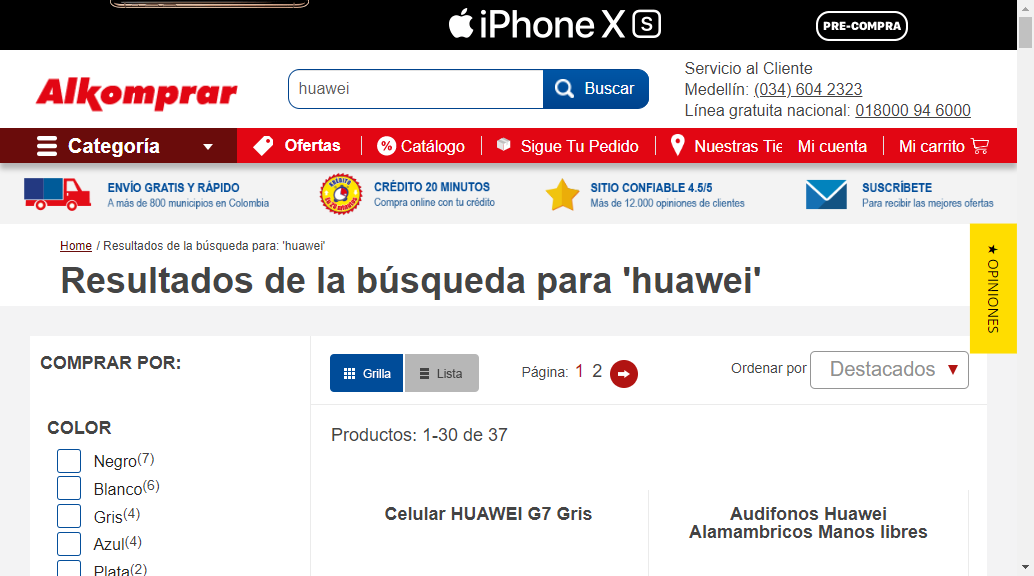 iPhone XS
PRE-COMPRA
Alkomprar
huawei
Buscar
Servicio al Cliente
Medellín: (034) 604 2323
Línea gratuita nacional: 018000 94 6000
Categoría
Ofertas
Catálogo
Sigue Tu Pedido
Nuestras Tie
Mi cuenta
Mi carrito
ENVÍO GRATIS Y RÁPIDO
A más de 800 municipios en Colombia
CRÉDITO 20 MINUTOS
Compra online con tu crédito
SITIO CONFIABLE 4.5/5
Más de 12.000 opiniones de clientes
SUSCRÍBETE
Para recibir las mejores ofertas
Home / Resultados de la búsqueda para: 'huawei'
Resultados de la búsqueda para 'huawei'
★ OPINIONES
COMPRAR POR:
Grilla
Lista
Página: 1 2
Ordenar por
Destacados
Productos: 1-30 de 37
COLOR
Negro(7)
Blanco(6)
Gris(4)
Azul(4)
Plata(2)
Celular HUAWEI G7 Gris
Audifonos Huawei
Alamambricos Manos libres